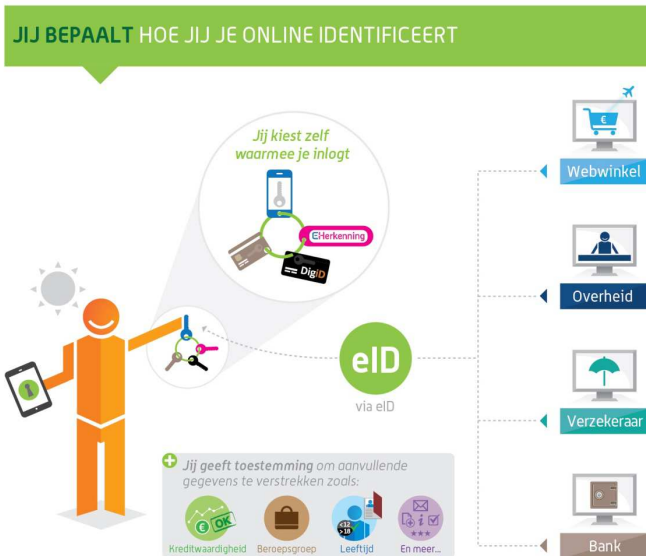 JIJ BEPAALT HOE JIJ JE ONLINE IDENTIFICEERT
Jij kiest zelf
waarmee je inlogt
EHerkenning
DigiD
eID
via eID
€
Webwinkel
Overheid
Verzekeraar
Bank
Jij geeft toestemming om aanvullende
gegevens te verstrekken zoals:
€ OK
<12
>18
Kredietwaardigheid Beroepsgroep Leeftijd En meer...